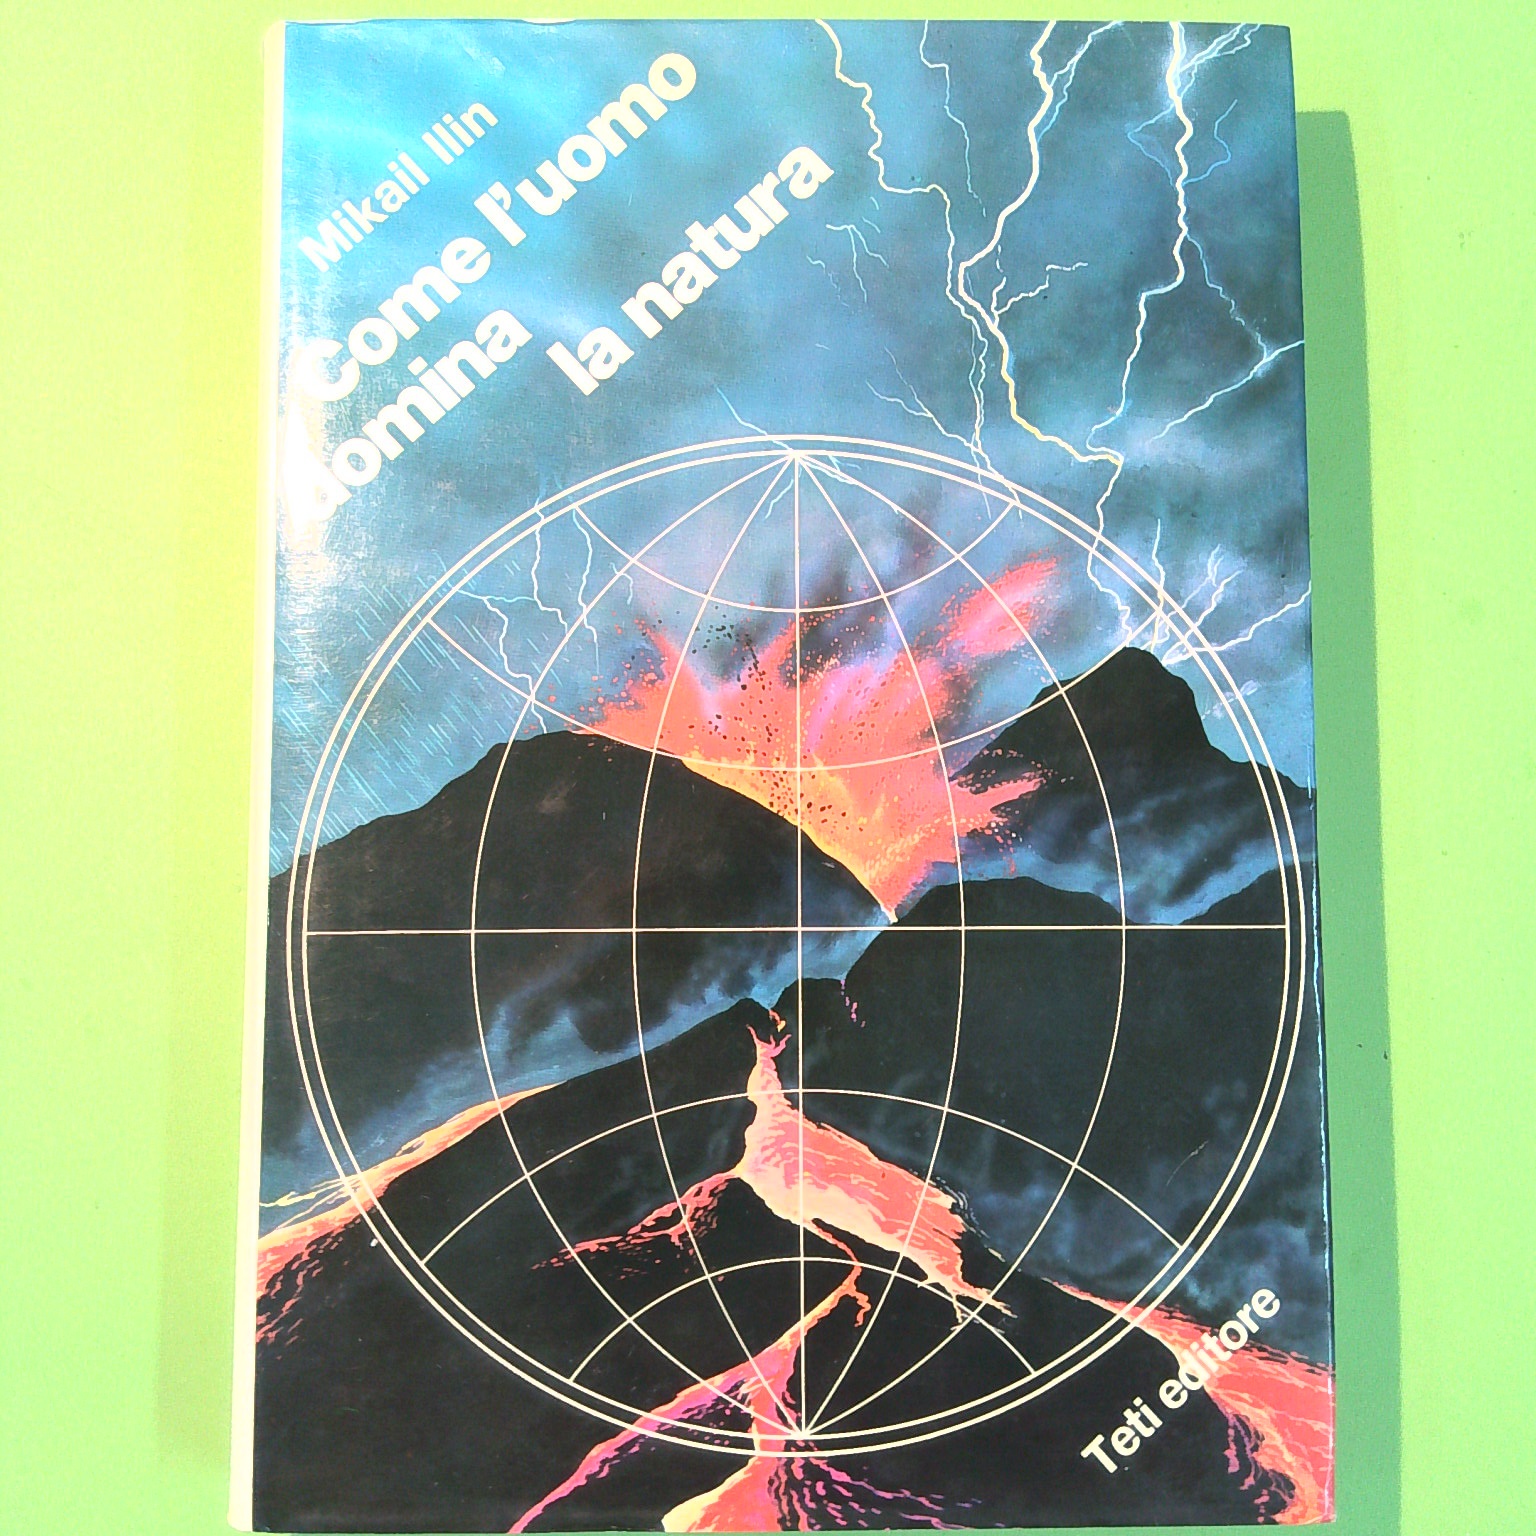 Mikail Ilin
Come l'uomo
domina
la natura
Teti editore